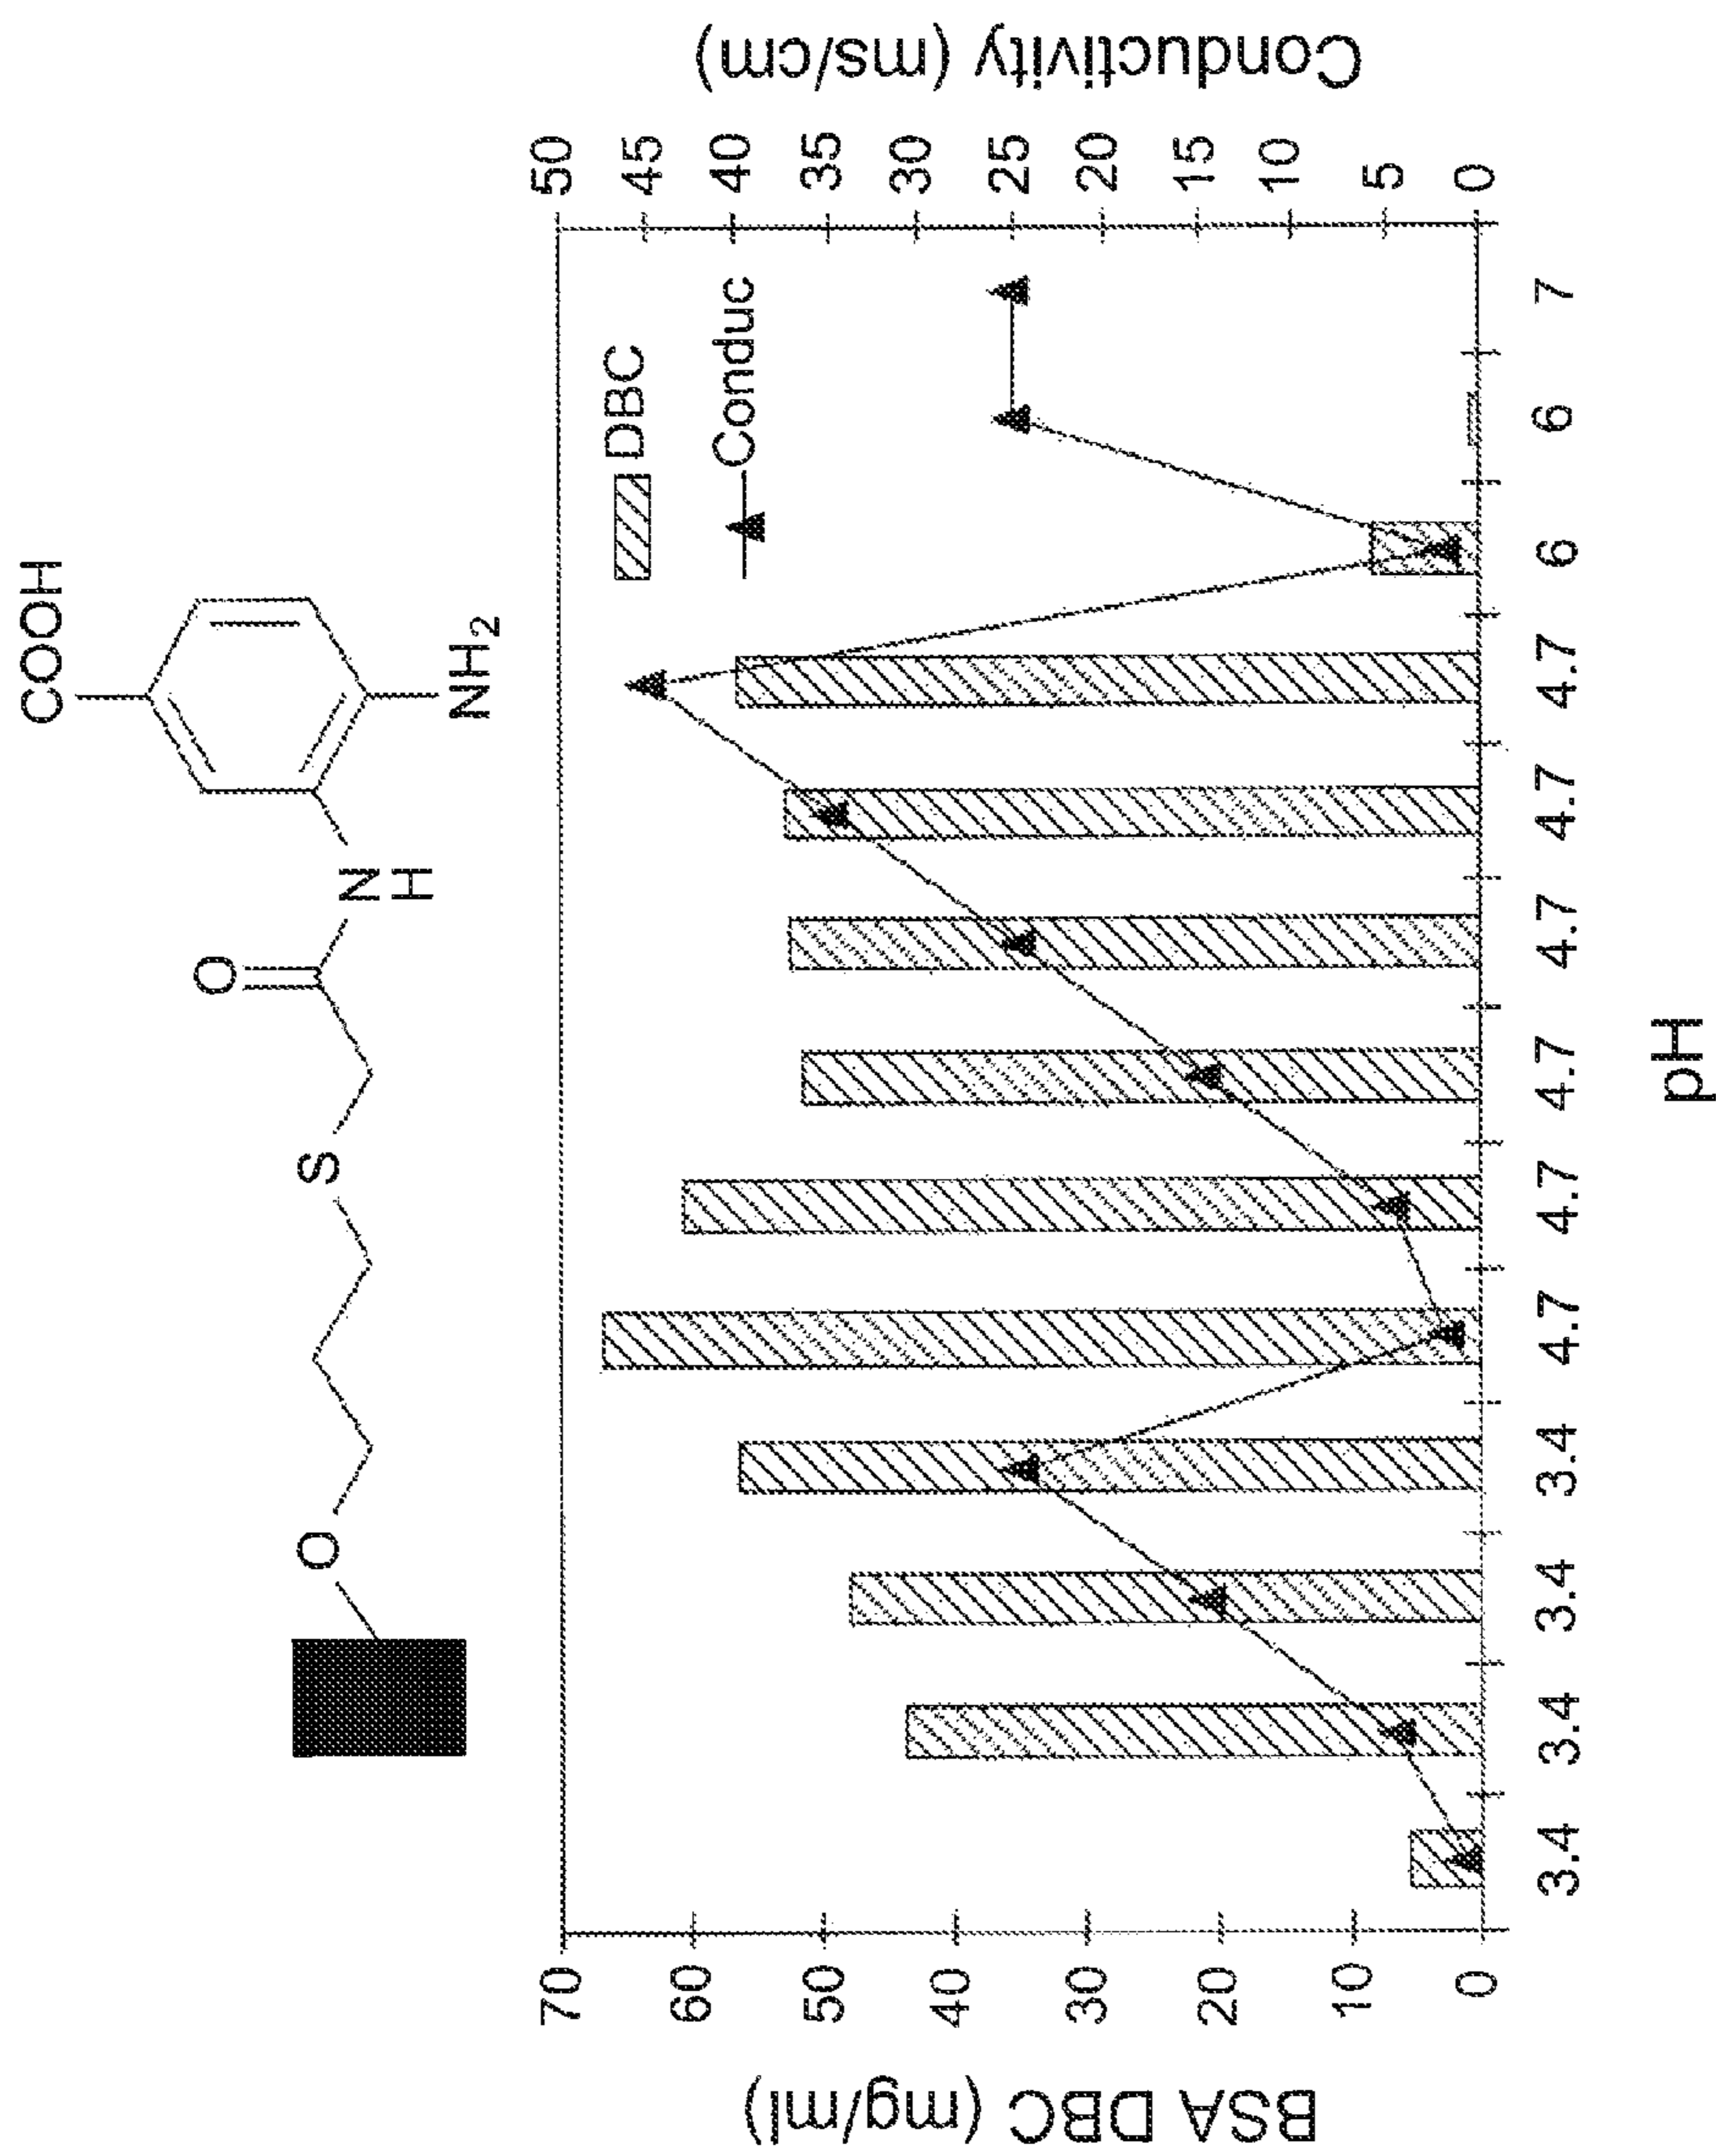 COOH
O
O
S
N
H
NH2
DBC
Conduc
BSA DBC (mg/ml)
70
60
50
40
30
20
10
0
Conductivity (ms/cm)
50
45
40
35
30
25
20
15
10
5
0
3.4 3.4 3.4 3.4 4.7 4.7 4.7 4.7 4.7 4.7 6 6 7
pH